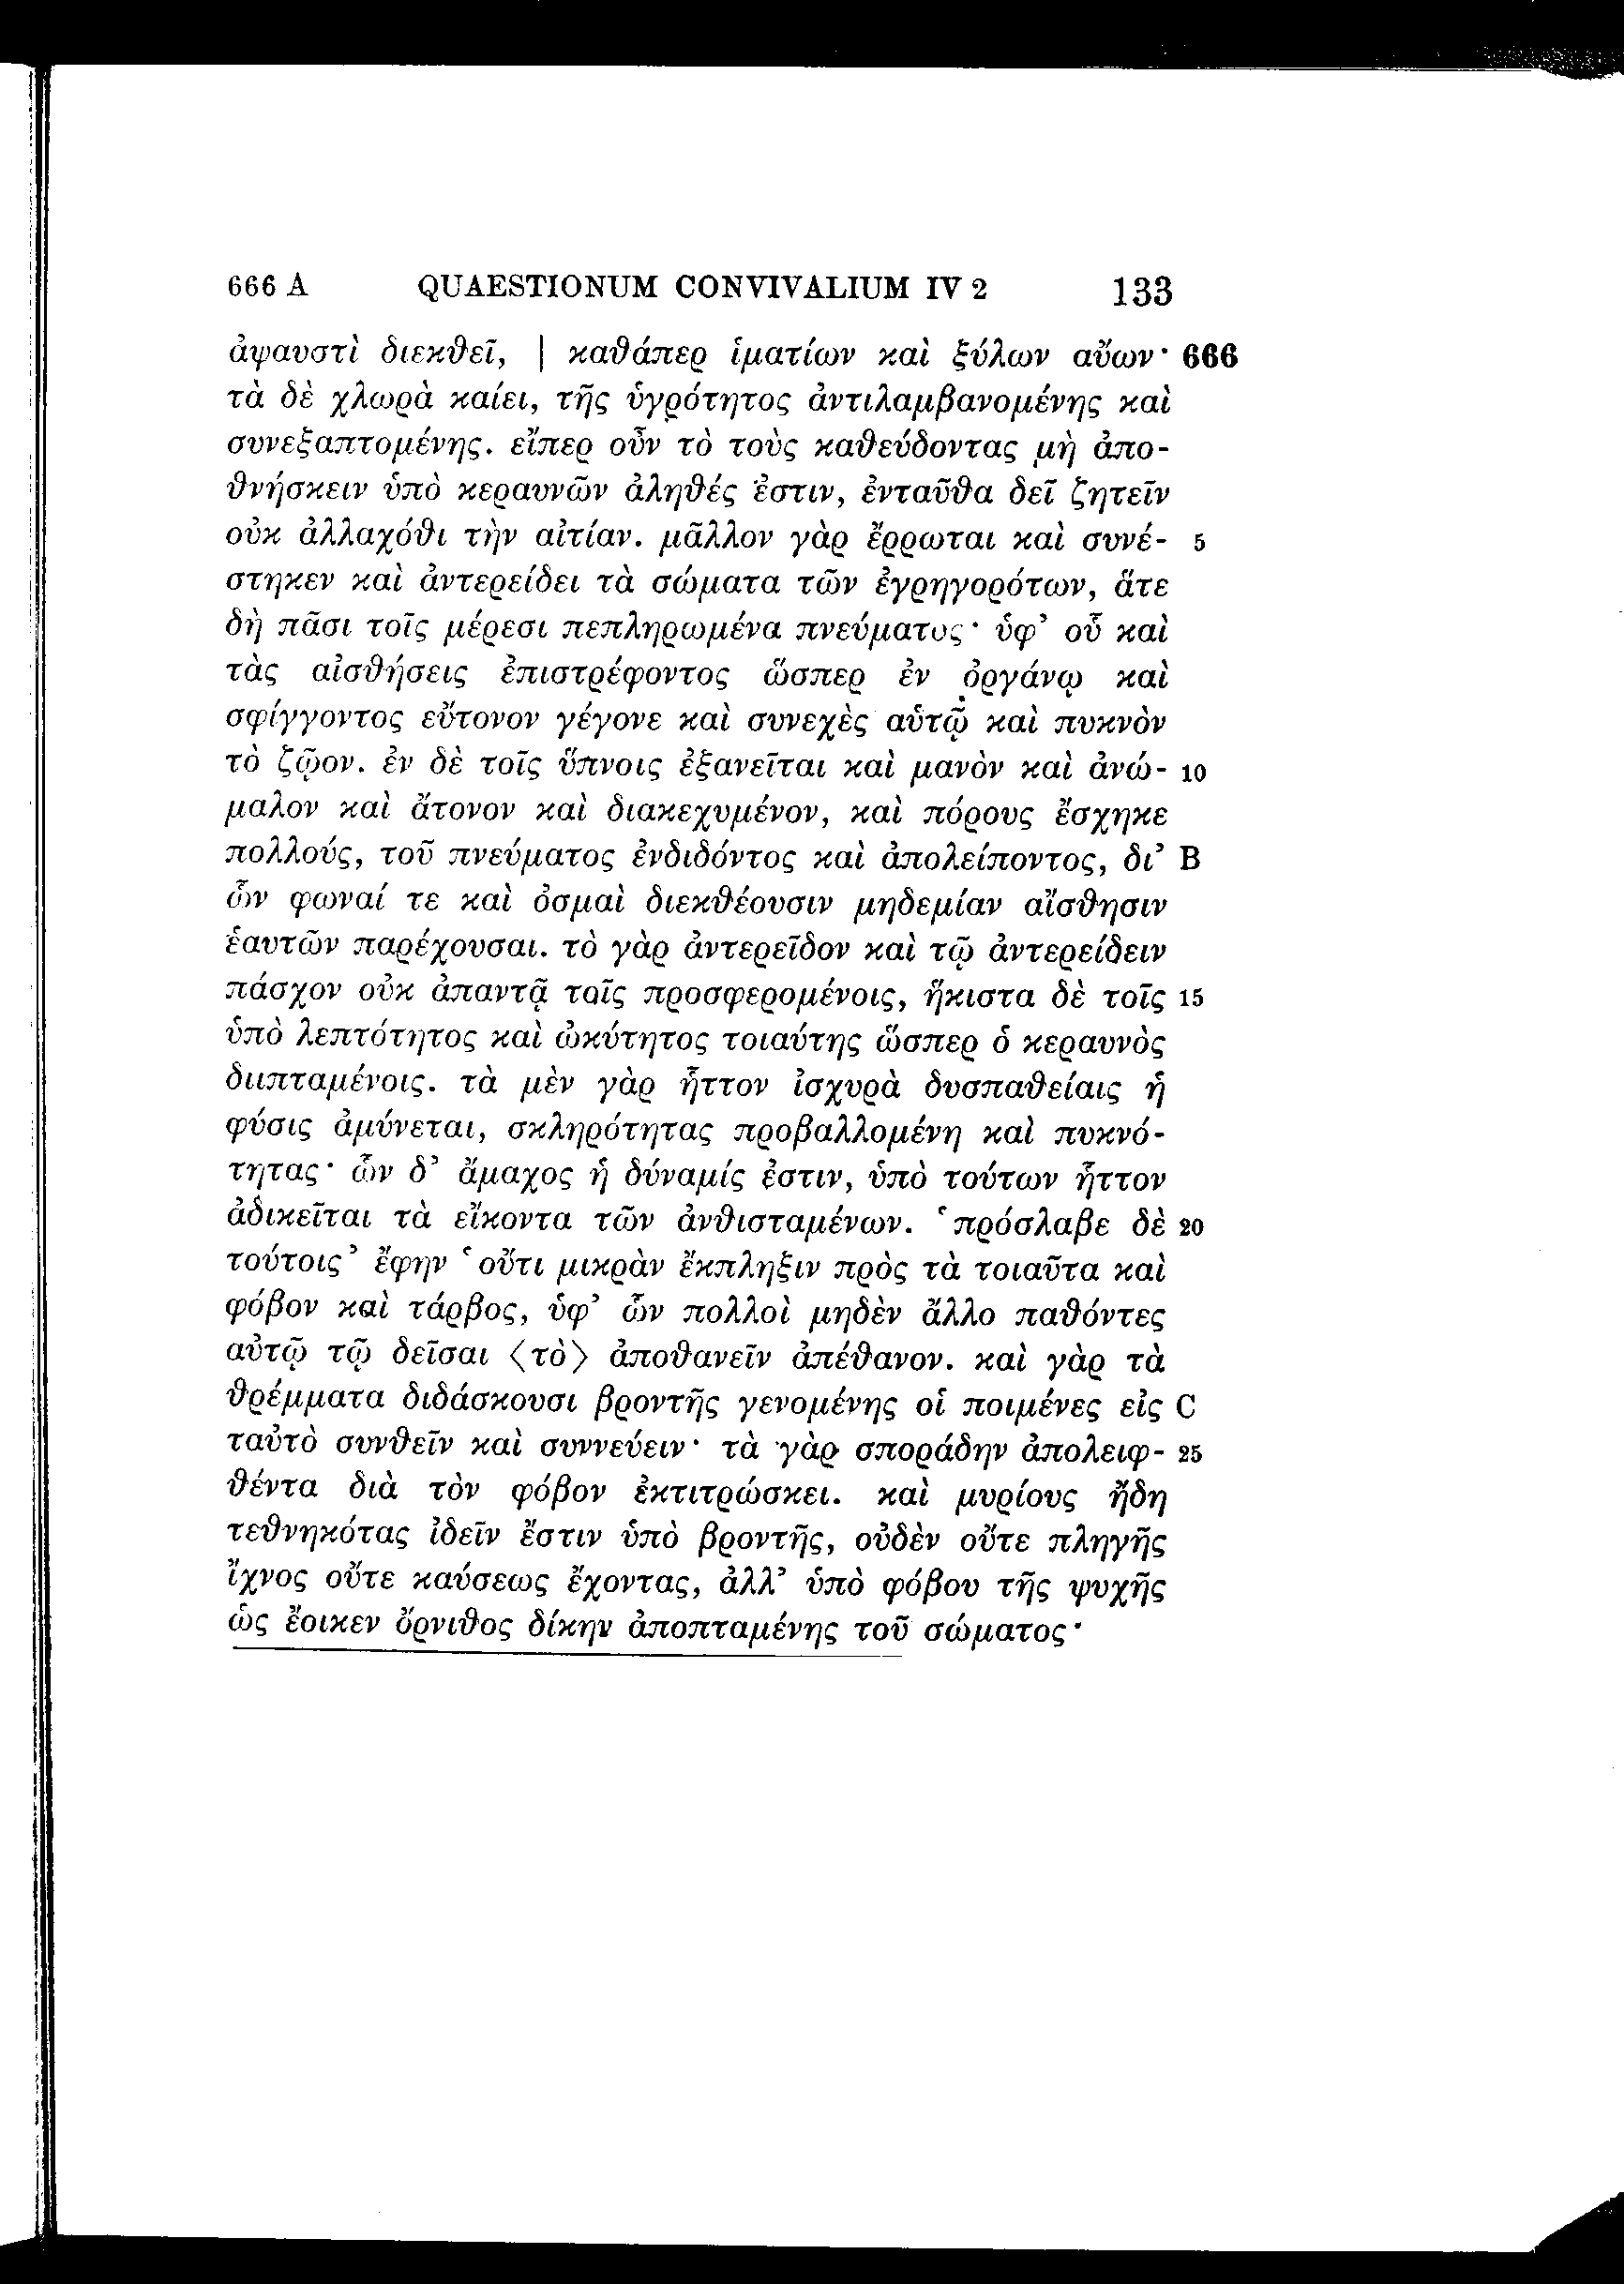 666 A QUAESTIONUM CONVIVALIUM IV 2 133
ἀψαυστὶ διεκθεῖ, | καθάπερ ἱματίων καὶ ξύλων αὔων· 666
τὰ δὲ χλωρὰ καίει, τῆς ὑγρότητος ἀντιλαμβανομένης καὶ
συνεξαπτομένης. εἴπερ οὖν τὸ τοὺς καθεύδοντας μὴ ἀπο-
θνήσκειν ὑπὸ κεραυνῶν ἀληθές ἐστιν, ἐνταῦθα δεῖ ζητεῖν
οὐκ ἀλλαχόθι τὴν αἰτίαν. μᾶλλον γὰρ ἔρρωται καὶ συνέ- 5
στηκεν καὶ ἀντερείδει τὰ σώματα τῶν ἐγρηγορότων, ἅτε
δὴ πᾶσι τοῖς μέρεσι πεπληρωμένα πνεύματος· ὑφ’ οὗ καὶ
τὰς αἰσθήσεις ἐπιστρέφοντος ὥσπερ ἐν ὀργάνῳ καὶ
σφίγγοντος εὔτονον γέγονε καὶ συνεχὲς αὑτῷ καὶ πυκνὸν
τὸ ζῷον. ἐν δὲ τοῖς ὕπνοις ἐξανεῖται καὶ μανὸν καὶ ἀνώ- 10
μαλον καὶ ἄτονον καὶ διακεχυμένον, καὶ πόρους ἔσχηκε
πολλούς, τοῦ πνεύματος ἐνδιδόντος καὶ ἀπολείποντος, δι’ B
ὧν φωναί τε καὶ ὀσμαὶ διεκθέουσιν μηδεμίαν αἴσθησιν
ἑαυτῶν παρέχουσαι. τὸ γὰρ ἀντερεῖδον καὶ τῷ ἀντερείδειν
πάσχον οὐκ ἀπαντᾷ τοῖς προσφερομένοις, ἥκιστα δὲ τοῖς 15
ὑπὸ λεπτότητος καὶ ὠκύτητος τοιαύτης ὥσπερ ὁ κεραυνὸς
διιπταμένοις. τὰ μὲν γὰρ ἧττον ἰσχυρὰ δυσπαθείαις ἡ
φύσις ἀμύνεται, σκληρότητας προβαλλομένη καὶ πυκνό-
τητας· ὧν δ’ ἄμαχος ἡ δύναμίς ἐστιν, ὑπὸ τούτων ἧττον
ἀδικεῖται τὰ εἴκοντα τῶν ἀνθισταμένων. ‘πρόσλαβε δὲ 20
τούτοις’ ἔφην ‘οὔτι μικρὰν ἔκπληξιν πρὸς τὰ τοιαῦτα καὶ
φόβον καὶ τάρβος, ὑφ’ ὧν πολλοὶ μηδὲν ἄλλο παθόντες
αὐτῷ τῷ δεῖσαι ⟨τὸ⟩ ἀποθανεῖν ἀπέθανον. καὶ γὰρ τὰ
θρέμματα διδάσκουσι βροντῆς γενομένης οἱ ποιμένες εἰς C
ταὐτὸ συνθεῖν καὶ συννεύειν· τὰ γὰρ σποράδην ἀπολειφ- 25
θέντα διὰ τὸν φόβον ἐκτιτρώσκει. καὶ μυρίους ἤδη
τεθνηκότας ἰδεῖν ἔστιν ὑπὸ βροντῆς, οὐδὲν οὔτε πληγῆς
ἴχνος οὔτε καύσεως ἔχοντας, ἀλλ’ ὑπὸ φόβου τῆς ψυχῆς
ὡς ἔοικεν ὄρνιθος δίκην ἀποπταμένης τοῦ σώματος·